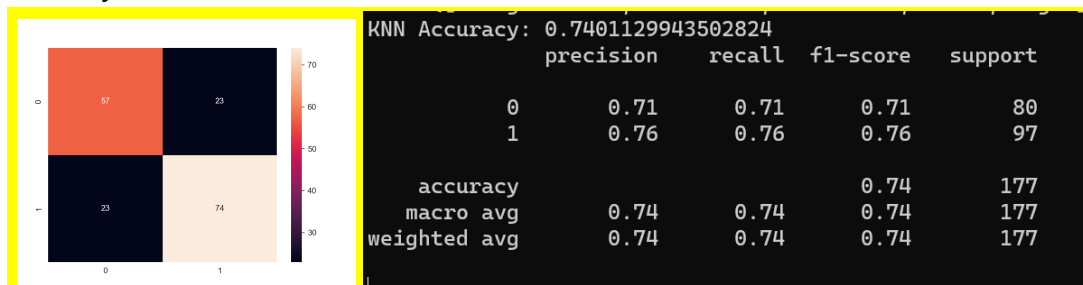 57 23
23 74
0
1
0 1
70
60
50
40
30
KNN Accuracy: 0.7401129943502824
precision recall f1-score support
0 0.71 0.71 0.71 80
1 0.76 0.76 0.76 97
accuracy 0.74 177
macro avg 0.74 0.74 0.74 177
weighted avg 0.74 0.74 0.74 177